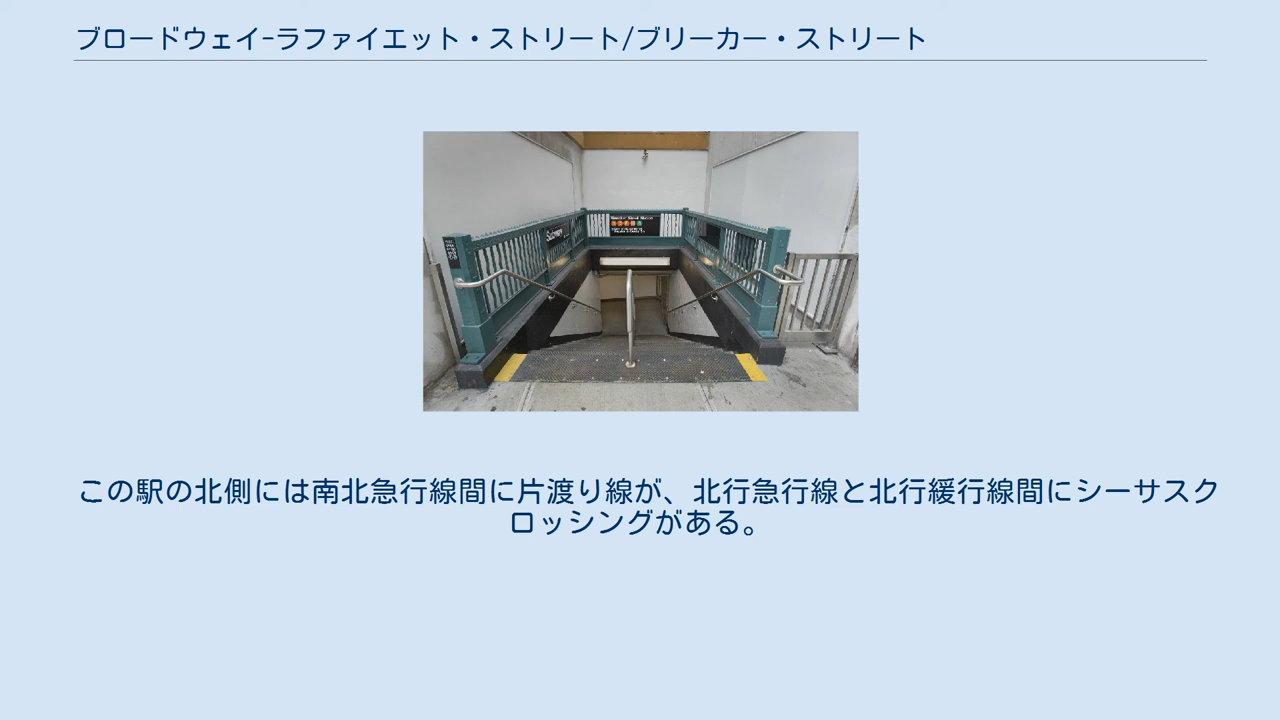 ブロードウェイ-ラファイエット・ストリート/ブリーカー・ストリート
Subway
この駅の北側には南北急行線間に片渡り線が、北行急行線と北行緩行線間にシーサスク
ロッシングがある。